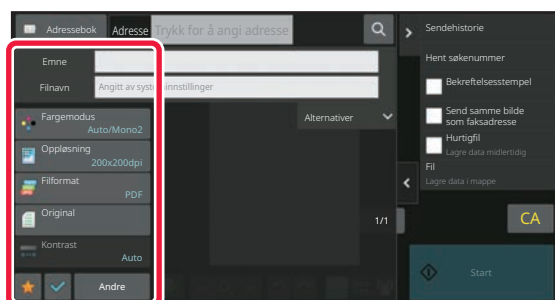 Adressebok
Adresse
Trykk for å angi adresse
Emne
Filnavn
Angitt av systeminnstillinger
Fargemodus
Auto/Mono2
Oppløsning
200x200dpi
Filformat
PDF
Original
Kontrast
Auto
Andre
Alternativer
1/1
Sendehistorie
Hent søkenummer
Bekreftelsesstempel
Send samme bilde
som faksadresse
Hurtigfil
Lagre data midlertidig
Fil
Lagre data i mappe
CA
Start